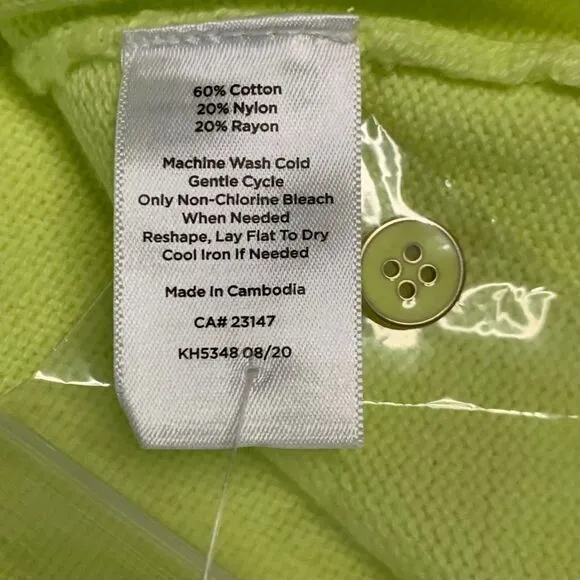 60% Cotton
20% Nylon
20% Rayon
Machine Wash Cold
Gentle Cycle
Only Non-Chlorine Bleach
When Needed
Reshape, Lay Flat To Dry
Cool Iron If Needed
Made In Cambodia
CA# 23147
KH5348 08/20